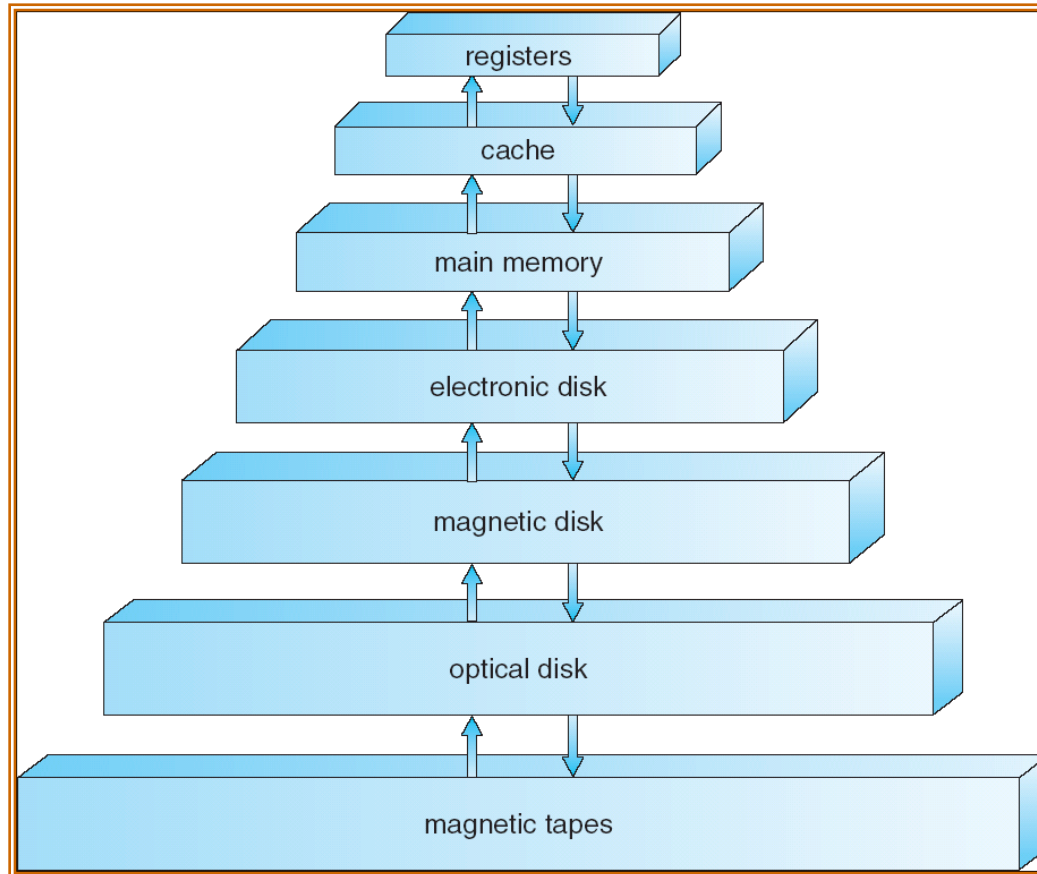 registers
cache
main memory
electronic disk
magnetic disk
optical disk
magnetic tapes